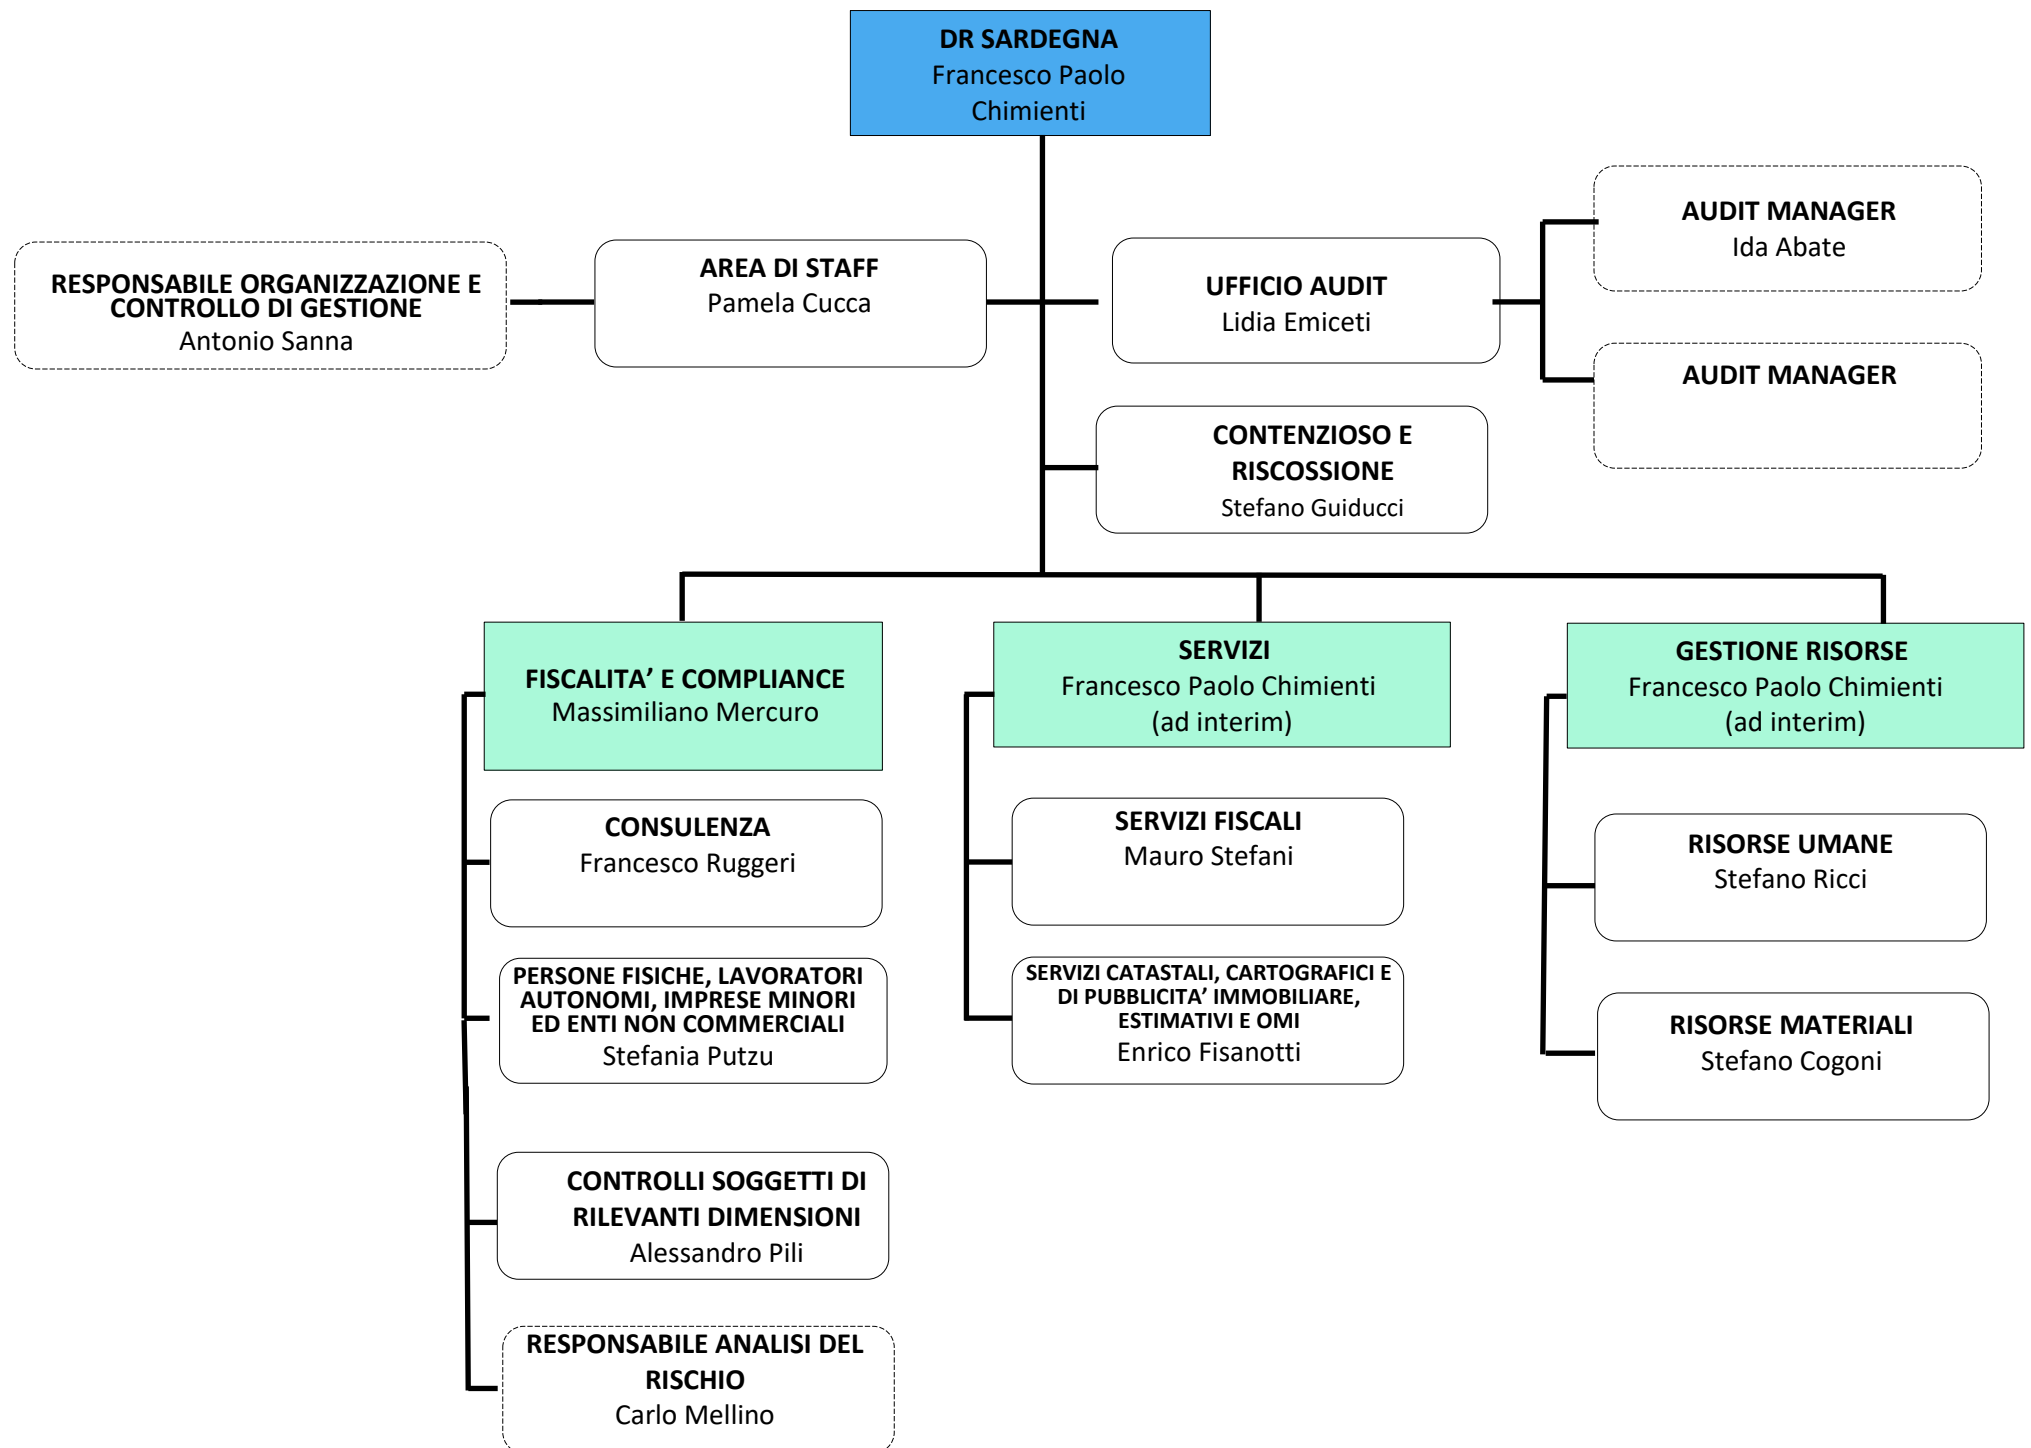 DR SARDEGNA
Francesco Paolo
Chimienti
RESPONSABILE ORGANIZZAZIONE E
CONTROLLO DI GESTIONE
Antonio Sanna
AREA DI STAFF
Pamela Cucca
UFFICIO AUDIT
Lidia Emiceti
AUDIT MANAGER
Ida Abate
AUDIT MANAGER
CONTENZIOSO E
RISCOSSIONE
Stefano Guiducci
FISCALITA’ E COMPLIANCE
Massimiliano Mercuro
CONSULENZA
Francesco Ruggeri
PERSONE FISICHE, LAVORATORI
AUTONOMI, IMPRESE MINORI
ED ENTI NON COMMERCIALI
Stefania Putzu
CONTROLLI SOGGETTI DI
RILEVANTI DIMENSIONI
Alessandro Pili
RESPONSABILE ANALISI DEL
RISCHIO
Carlo Mellino
SERVIZI
Francesco Paolo Chimienti
(ad interim)
SERVIZI FISCALI
Mauro Stefani
SERVIZI CATASTALI, CARTOGRAFICI E
DI PUBBLICITA’ IMMOBILIARE,
ESTIMATIVI E OMI
Enrico Fisanotti
GESTIONE RISORSE
Francesco Paolo Chimienti
(ad interim)
RISORSE UMANE
Stefano Ricci
RISORSE MATERIALI
Stefano Cogoni